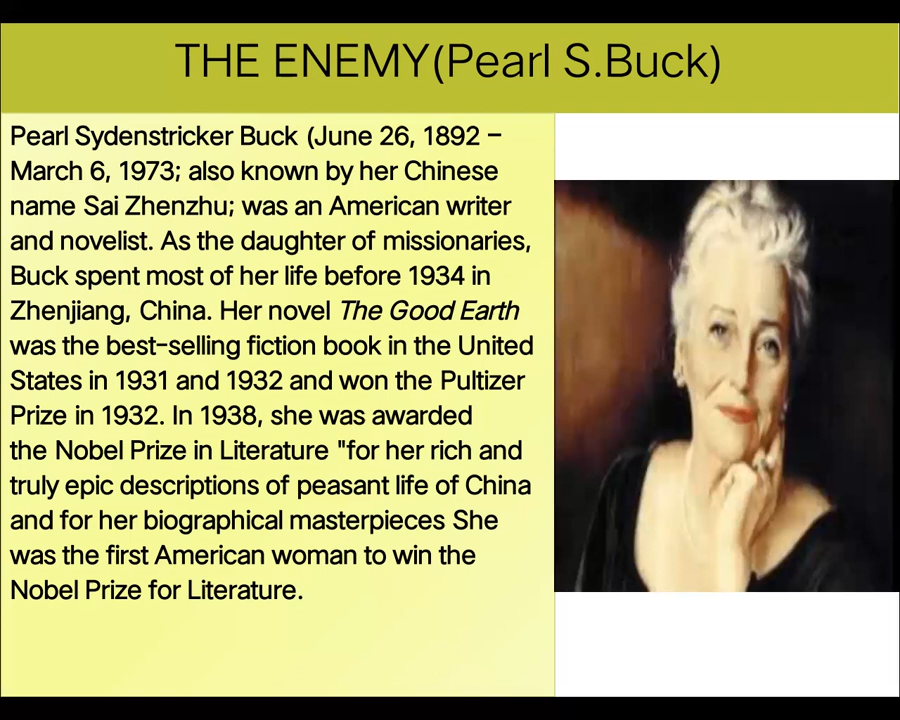 THE ENEMY(Pearl S.Buck)
Pearl Sydenstricker Buck (June 26, 1892 –
March 6, 1973; also known by her Chinese
name Sai Zhenzhu; was an American writer
and novelist. As the daughter of missionaries,
Buck spent most of her life before 1934 in
Zhenjiang, China. Her novel The Good Earth
was the best-selling fiction book in the United
States in 1931 and 1932 and won the Pultizer
Prize in 1932. In 1938, she was awarded
the Nobel Prize in Literature "for her rich and
truly epic descriptions of peasant life of China
and for her biographical masterpieces She
was the first American woman to win the
Nobel Prize for Literature.